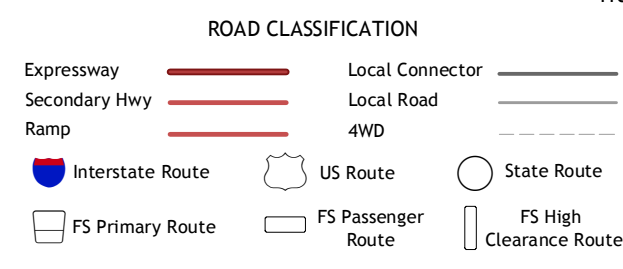 ROAD CLASSIFICATION
Expressway
Local Connector
Secondary Hwy
Local Road
Ramp
4WD
Interstate Route
US Route
State Route
FS Primary Route
FS Passenger
Route
FS High
Clearance Route